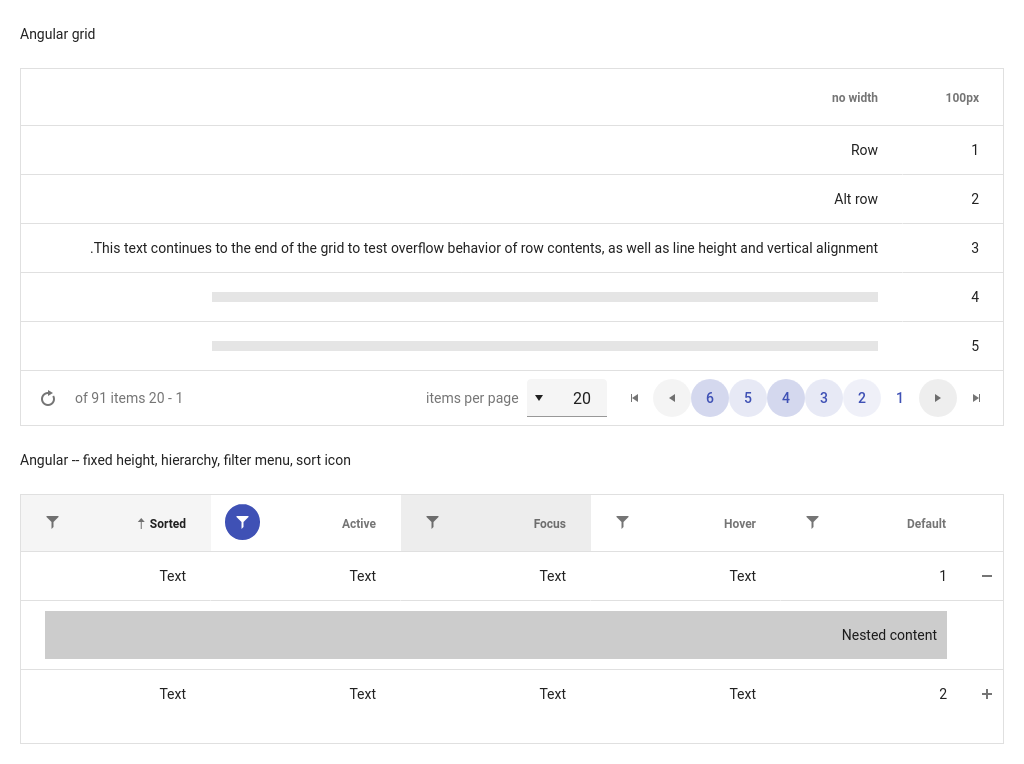 Angular grid
100px no width
1 Row
2 Alt row
3 This text continues to the end of the grid to test overflow behavior of row contents, as well as line height and vertical alignment.
4
5
1 2 3 4 5 6 20 items per page 1 - 20 of 91 items
Angular -- fixed height, hierarchy, filter menu, sort icon
Default Hover Focus Active Sorted
1 Text Text Text Text
Nested content
2 Text Text Text Text